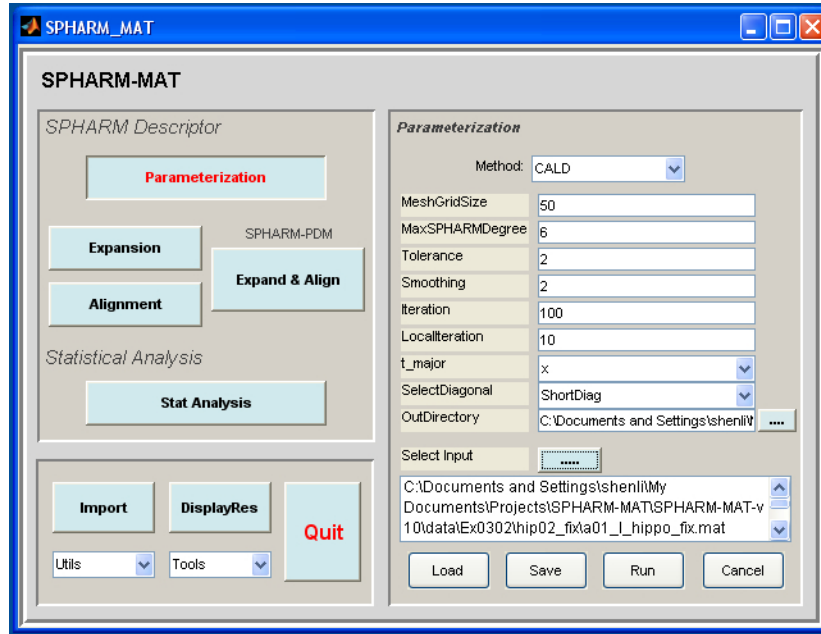 SPHARM_MAT
SPHARM-MAT
SPHARM Descriptor
Parameterization
Expansion
SPHARM-PDM
Expand & Align
Alignment
Statistical Analysis
Stat Analysis
Import
DisplayRes
Quit
Utils
Tools
Parameterization
Method: CALD
MeshGridSize 50
MaxSPHARMDegree 6
Tolerance 2
Smoothing 2
Iteration 100
LocalIteration 10
t_major x
SelectDiagonal ShortDiag
OutDirectory C:\Documents and Settings\shenli\ ....
Select Input .....
C:\Documents and Settings\shenli\My
Documents\Projects\SPHARM-MAT\SPHARM-MAT-v
10\data\Ex0302\hip02_fix\a01_l_hippo_fix.mat
Load Save Run Cancel